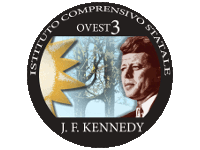 ISTITUTO COMPRENSIVO STATALE
OVEST 3
J. F. KENNEDY